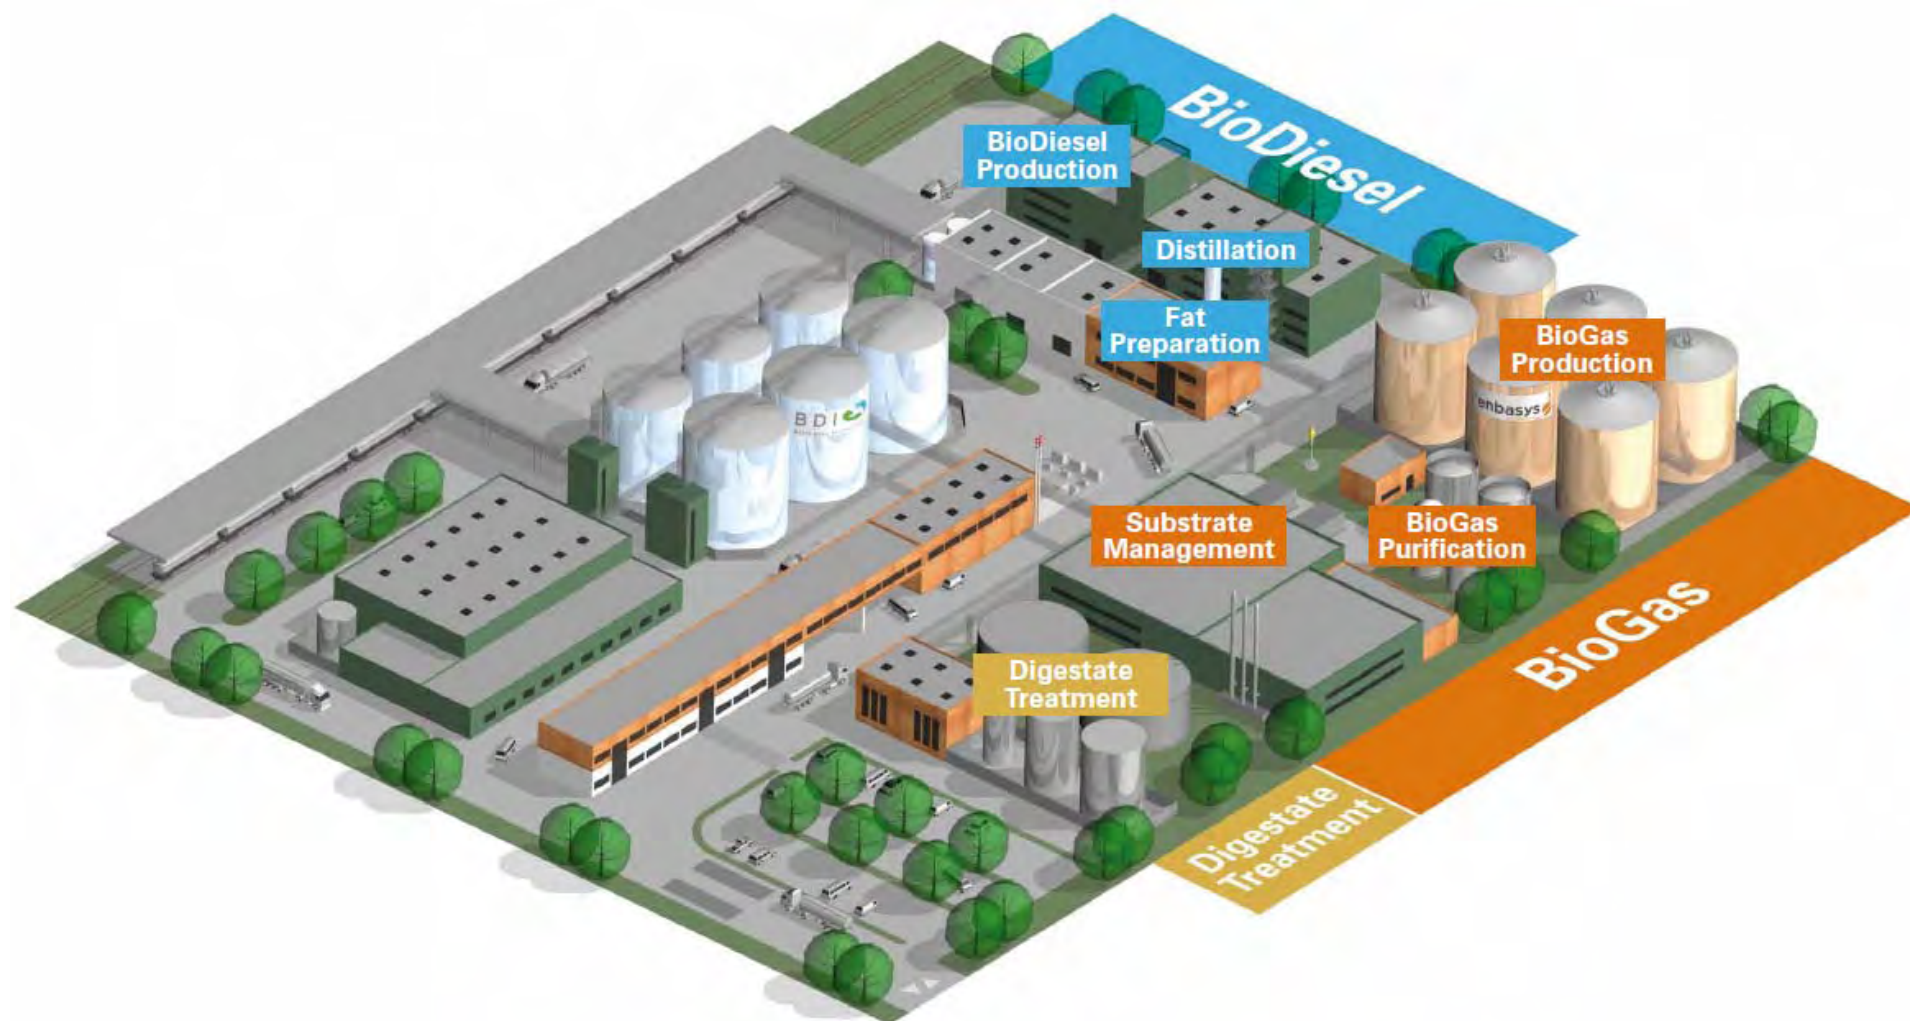 BioDiesel
BioDiesel
Production
Distillation
Fat
Preparation
BioGas
Production
enbasys
BDI
Substrate
Management
BioGas
Purification
BioGas
Digestate
Treatment
Digestate
Treatment